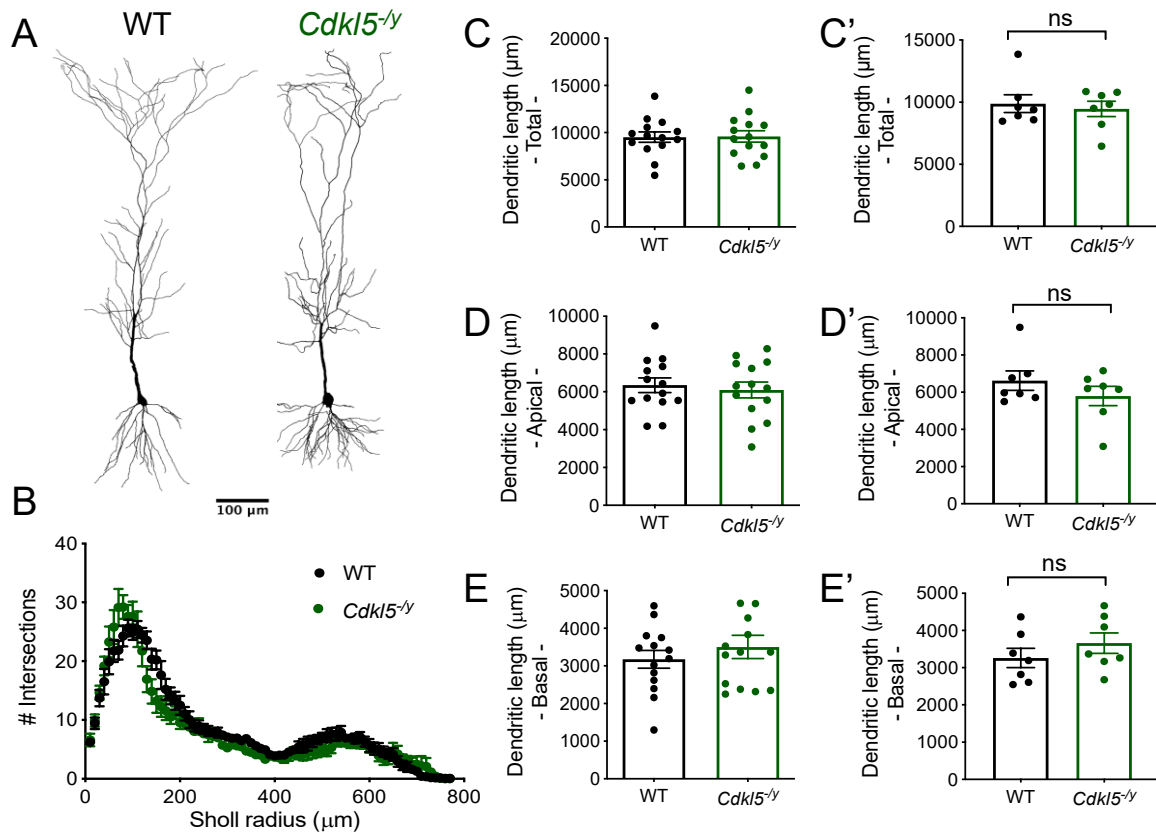 A
WT
Cdkl5-/y
100 µm
B
# Intersections
40
30
20
10
0
0
200
400
600
800
Sholl radius (µm)
WT
Cdkl5-/y
C
Dendritic length (µm)
- Total -
20000
15000
10000
5000
0
WT
Cdkl5-/y
C'
ns
Dendritic length (µm)
- Total -
15000
10000
5000
0
WT
Cdkl5-/y
D
Dendritic length (µm)
- Apical -
10000
8000
6000
4000
2000
0
WT
Cdkl5-/y
D'
ns
Dendritic length (µm)
- Apical -
10000
8000
6000
4000
2000
0
WT
Cdkl5-/y
E
Dendritic length (µm)
- Basal -
6000
5000
4000
3000
2000
1000
0
WT
Cdkl5-/y
E'
ns
Dendritic length (µm)
- Basal -
6000
5000
4000
3000
2000
1000
0
WT
Cdkl5-/y